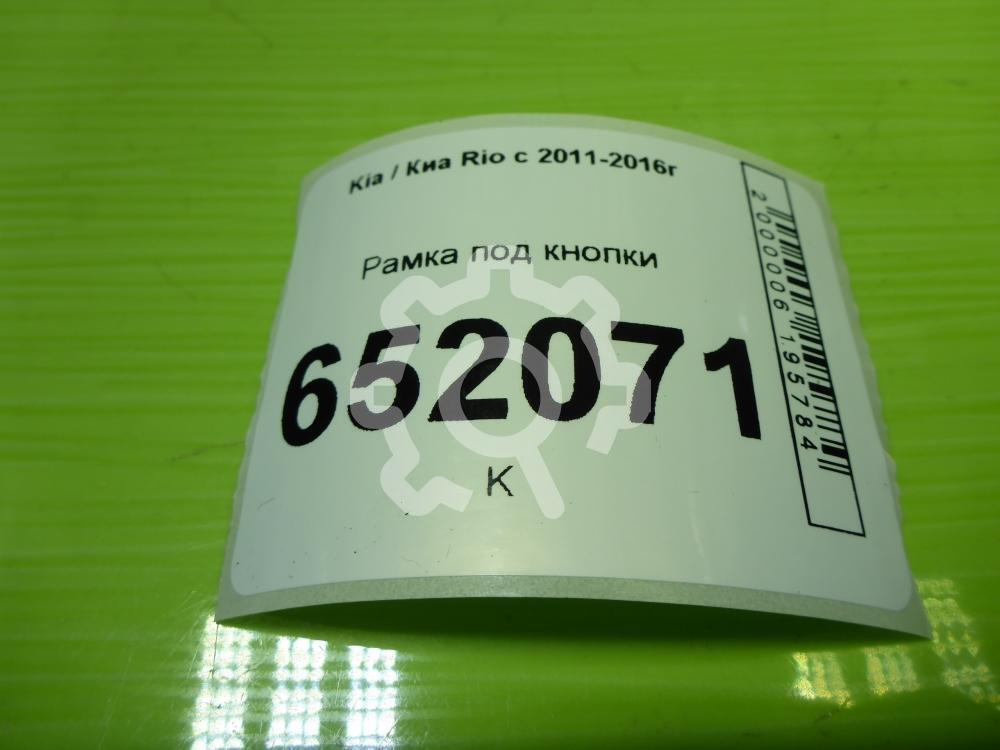 Kia / Киа Rio с 2011-2016г
Рамка под кнопки
652071
К
2000006195784